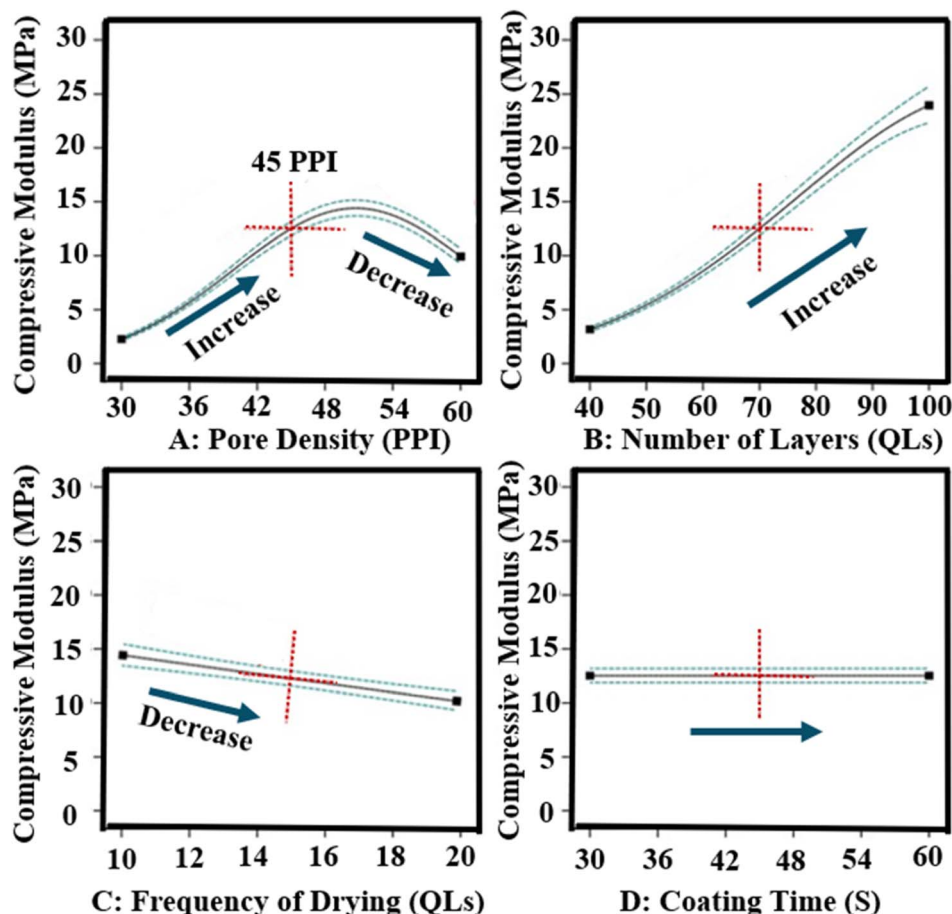 Compressive Modulus (MPa)
30
25
20
15
10
5
0
45 PPI
Increase
Decrease
30 36 42 48 54 60
A: Pore Density (PPI)
Compressive Modulus (MPa)
30
25
20
15
10
5
0
Increase
40 50 60 70 80 90 100
B: Number of Layers (QLs)
Compressive Modulus (MPa)
30
25
20
15
10
5
0
Decrease
10 12 14 16 18 20
C: Frequency of Drying (QLs)
Compressive Modulus (MPa)
30
25
20
15
10
5
0
30 36 42 48 54 60
D: Coating Time (S)